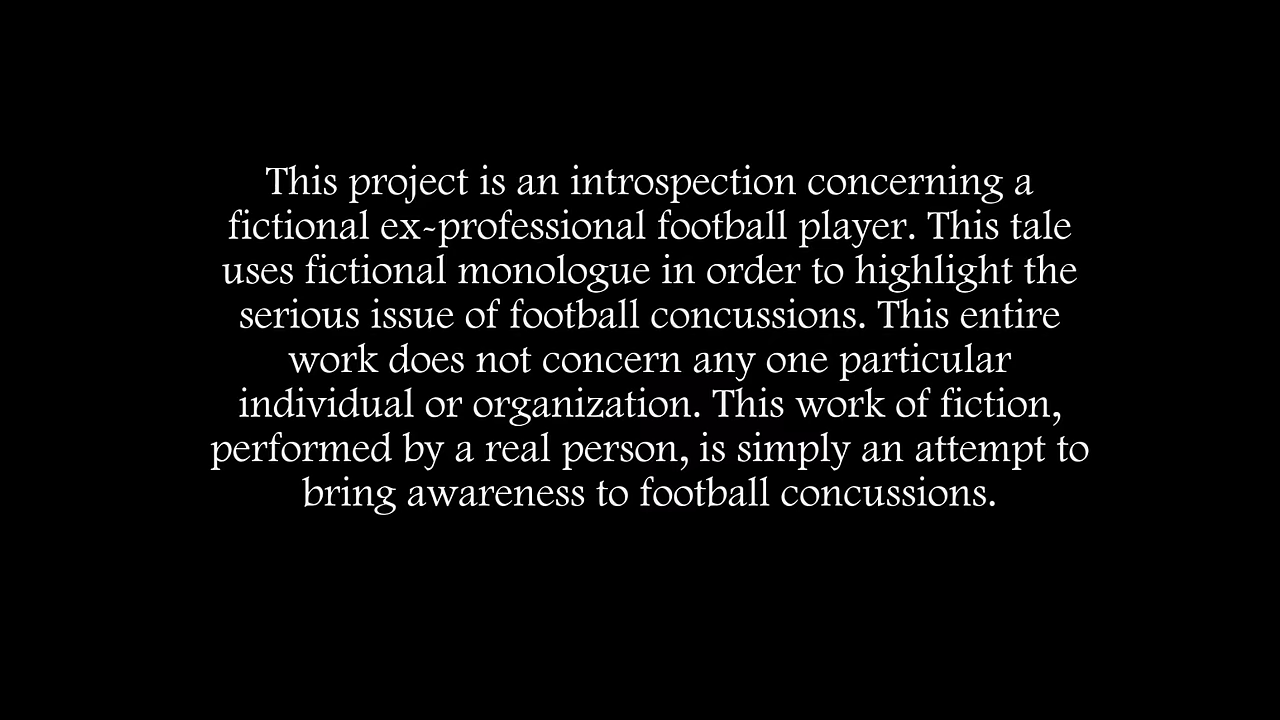 This project is an introspection concerning a
fictional ex-professional football player. This tale
uses fictional monologue in order to highlight the
serious issue of football concussions. This entire
work does not concern any one particular
individual or organization. This work of fiction,
performed by a real person, is simply an attempt to
bring awareness to football concussions.